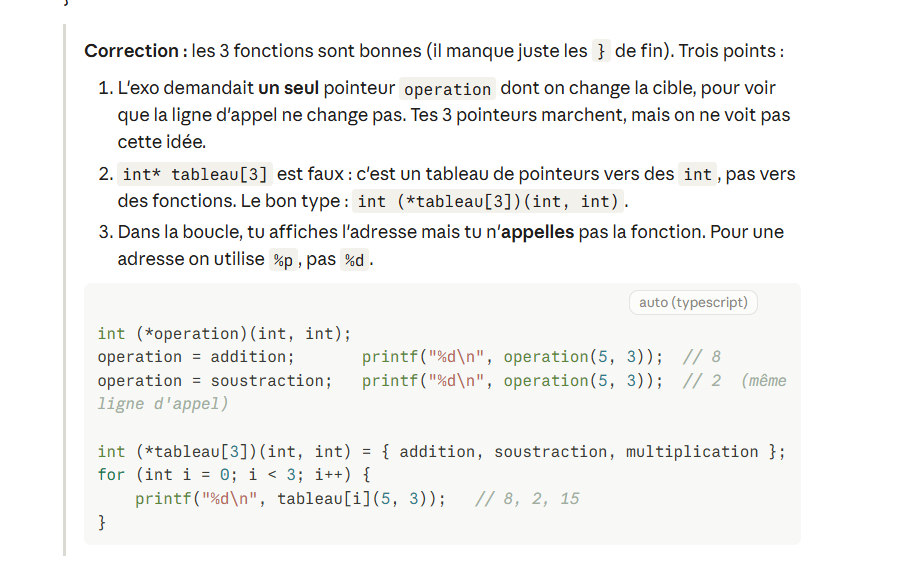 }
Correction : les 3 fonctions sont bonnes (il manque juste les } de fin). Trois points :
1. L'exo demandait un seul pointeur operation dont on change la cible, pour voir
que la ligne d'appel ne change pas. Tes 3 pointeurs marchent, mais on ne voit pas
cette idée.
2. int* tableau[3] est faux : c'est un tableau de pointeurs vers des int, pas vers
des fonctions. Le bon type : int (*tableau[3])(int, int).
3. Dans la boucle, tu affiches l'adresse mais tu n'appelles pas la fonction. Pour une
adresse on utilise %p, pas %d.
auto (typescript)
int (*operation)(int, int);
operation = addition;       printf("%d\n", operation(5, 3));  // 8
operation = soustraction;   printf("%d\n", operation(5, 3));  // 2  (même
ligne d'appel)
int (*tableau[3])(int, int) = { addition, soustraction, multiplication };
for (int i = 0; i < 3; i++) {
    printf("%d\n", tableau[i](5, 3));   // 8, 2, 15
}